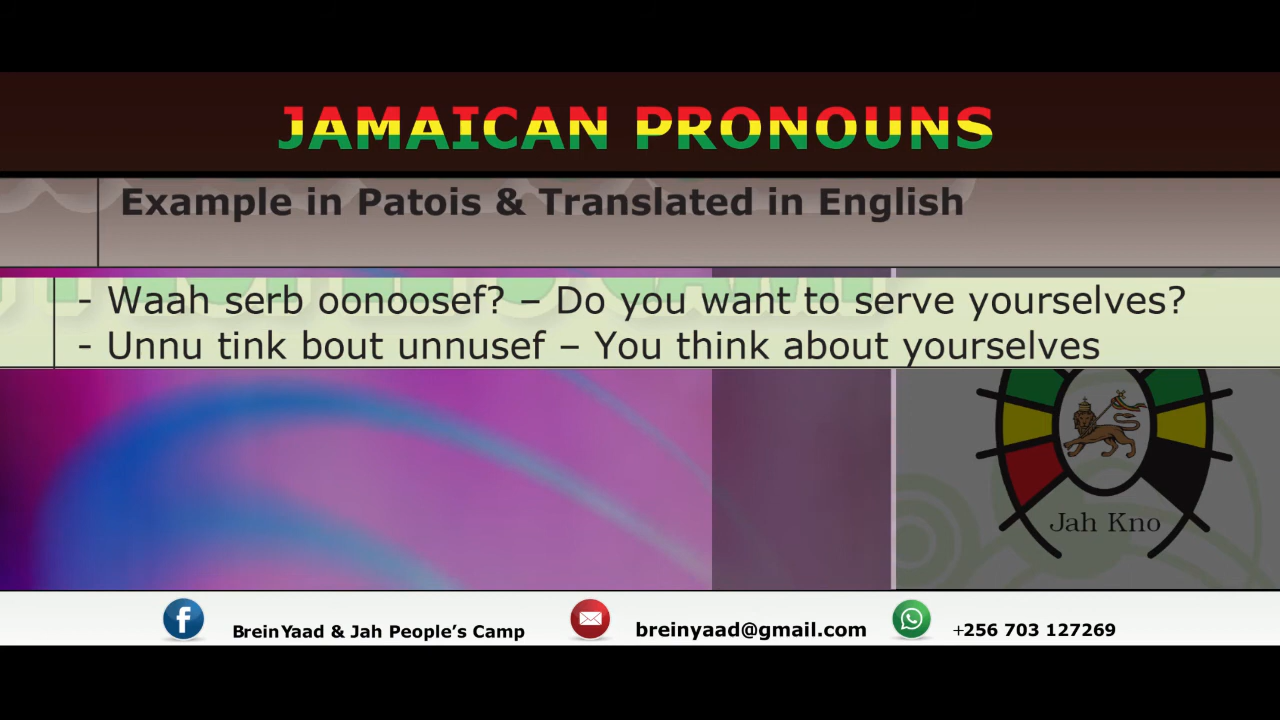 JAMAICAN PRONOUNS
Example in Patois & Translated in English
- Waah serb oonoosef? – Do you want to serve yourselves?
- Unnu tink bout unnusef – You think about yourselves
Jah Kno
BreinYaad & Jah People’s Camp
breinyaad@gmail.com
+256 703 127269